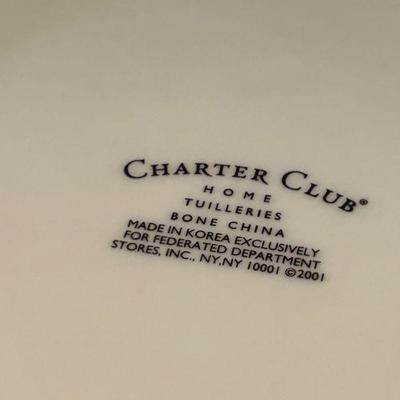 CHARTER CLUB®
HOME
TUILLERIES
BONE CHINA
MADE IN KOREA EXCLUSIVELY
FOR FEDERATED DEPARTMENT
STORES, INC., NY,NY 10001 ©2001